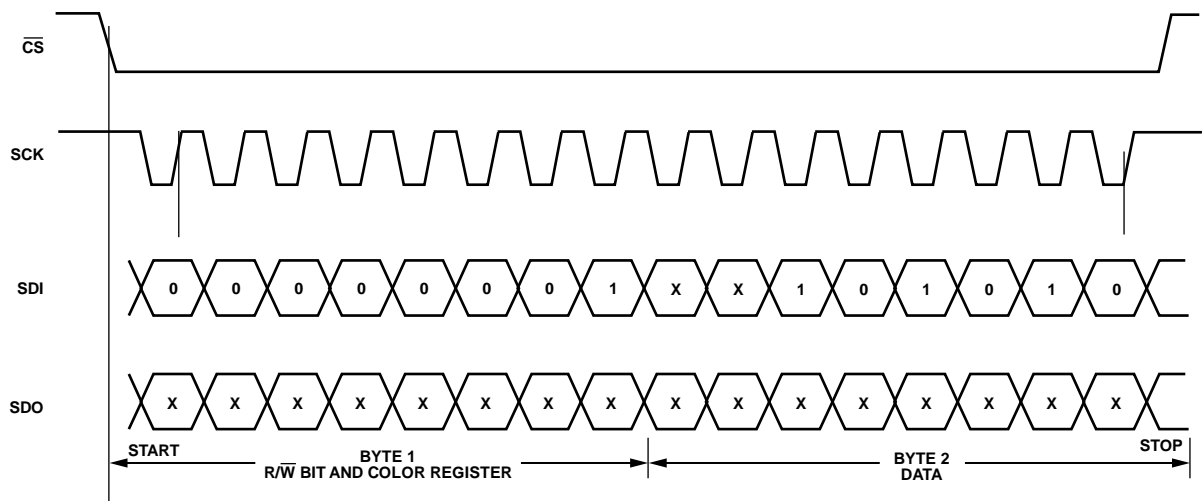 CS
SCK
SDI 0 0 0 0 0 0 0 1 X X 1 0 1 0 1 0
SDO X X X X X X X X X X X X X X X X
START BYTE 1 BYTE 2 STOP
R/W BIT AND COLOR REGISTER DATA